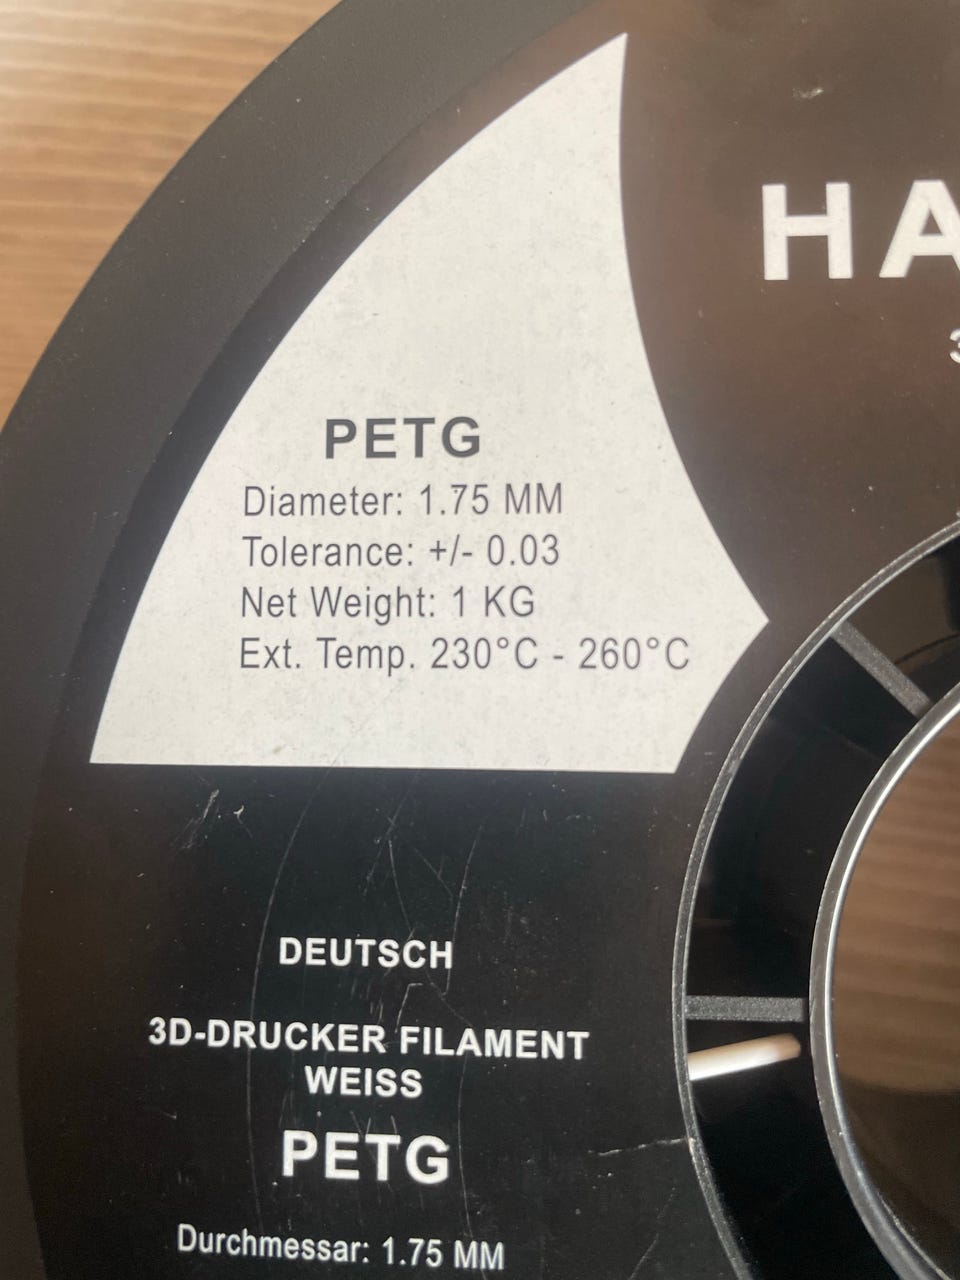 HA
3
PETG
Diameter: 1.75 MM
Tolerance: +/- 0.03
Net Weight: 1 KG
Ext. Temp. 230°C - 260°C
DEUTSCH
3D-DRUCKER FILAMENT
WEISS
PETG
Durchmessar: 1.75 MM